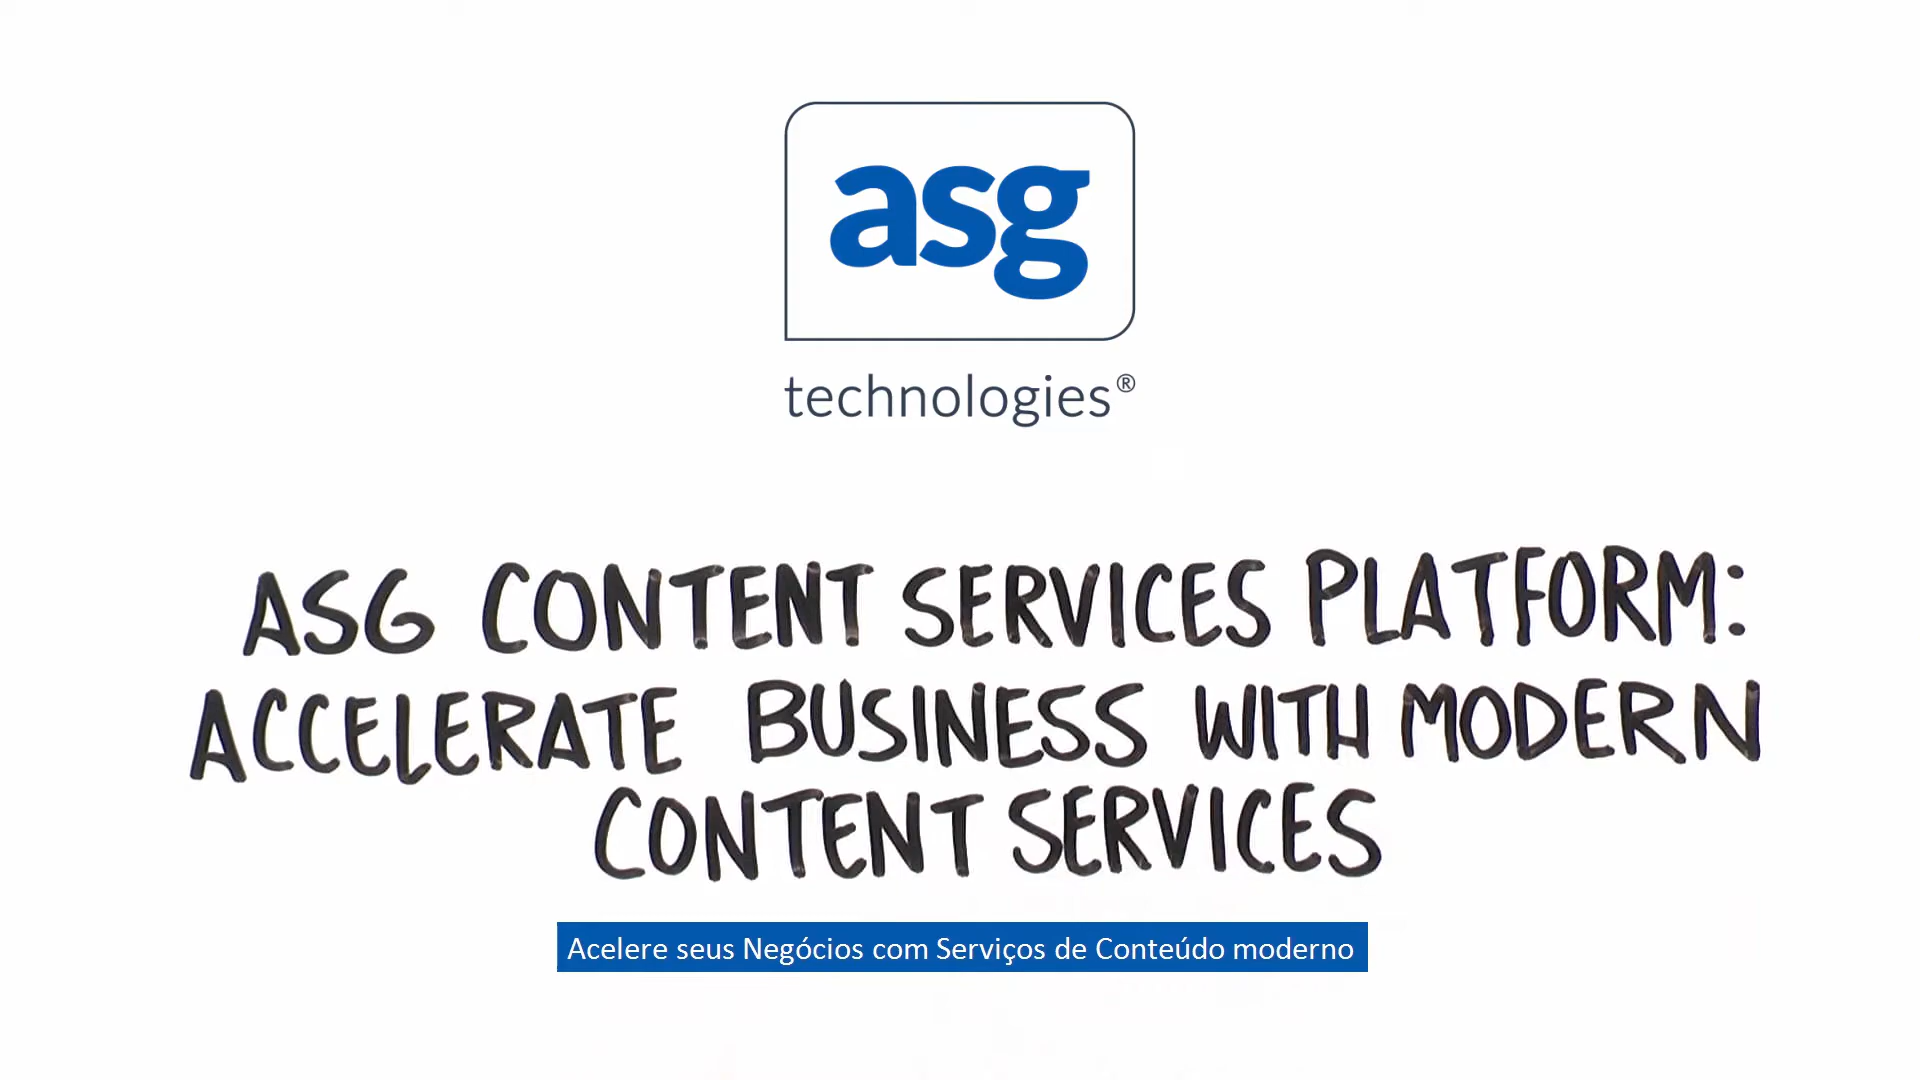 asg
technologies®
ASG CONTENT SERVICES PLATFORM:
ACCELERATE BUSINESS WITH MODERN
CONTENT SERVICES
Acelere seus Negócios com Serviços de Conteúdo moderno